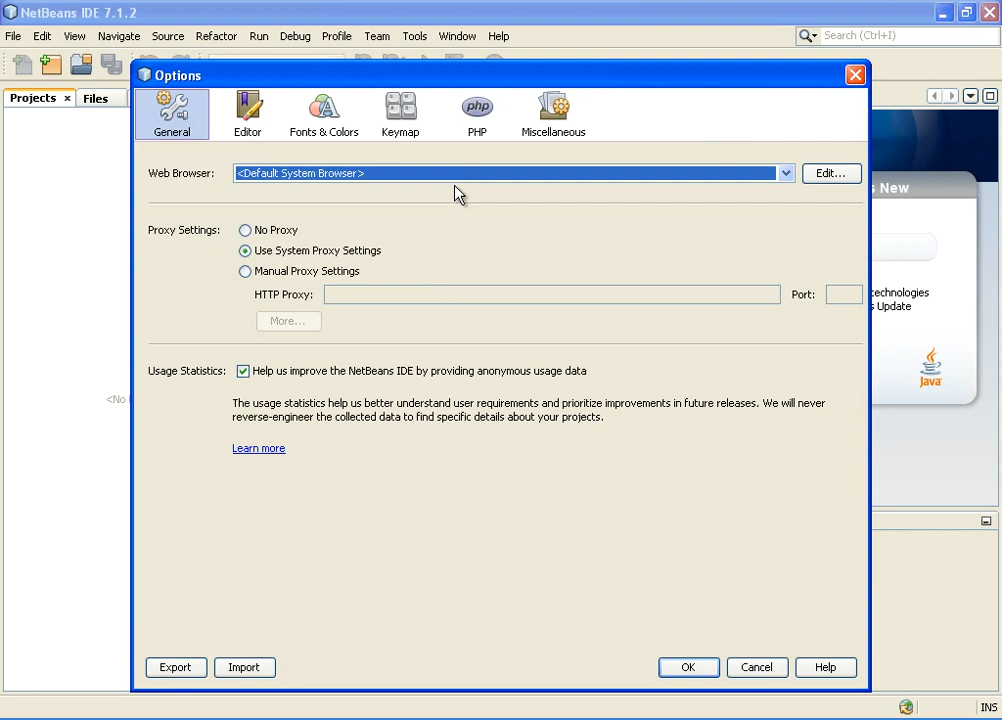 NetBeans IDE 7.1.2
File Edit View Navigate Source Refactor Run Debug Profile Team Tools Window Help
Search (Ctrl+I)
Options
Projects Files
General Editor Fonts & Colors Keymap PHP Miscellaneous
php
Web Browser: <Default System Browser> Edit...
s New
Proxy Settings: No Proxy
Use System Proxy Settings
Manual Proxy Settings
HTTP Proxy: Port:
echnologies
s Update
More...
Usage Statistics: Help us improve the NetBeans IDE by providing anonymous usage data
Java
<No
The usage statistics help us better understand user requirements and prioritize improvements in future releases. We will never
reverse-engineer the collected data to find specific details about your projects.
Learn more
Export Import OK Cancel Help
INS